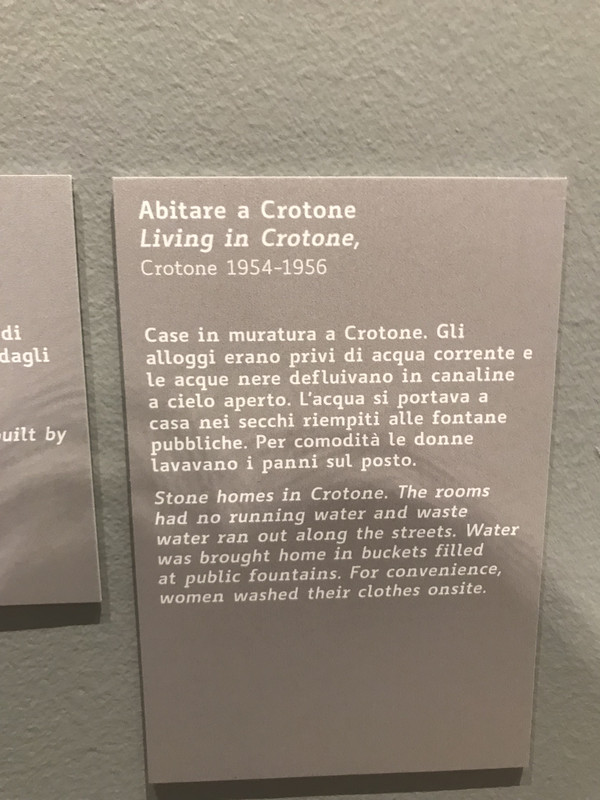 Abitare a Crotone
Living in Crotone,
Crotone 1954-1956
Case in muratura a Crotone. Gli
alloggi erano privi di acqua corrente e
le acque nere defluivano in canaline
a cielo aperto. L'acqua si portava a
casa nei secchi riempiti alle fontane
pubbliche. Per comodità le donne
lavavano i panni sul posto.
Stone homes in Crotone. The rooms
had no running water and waste
water ran out along the streets. Water
was brought home in buckets filled
at public fountains. For convenience,
women washed their clothes onsite.
di
dagli
built by